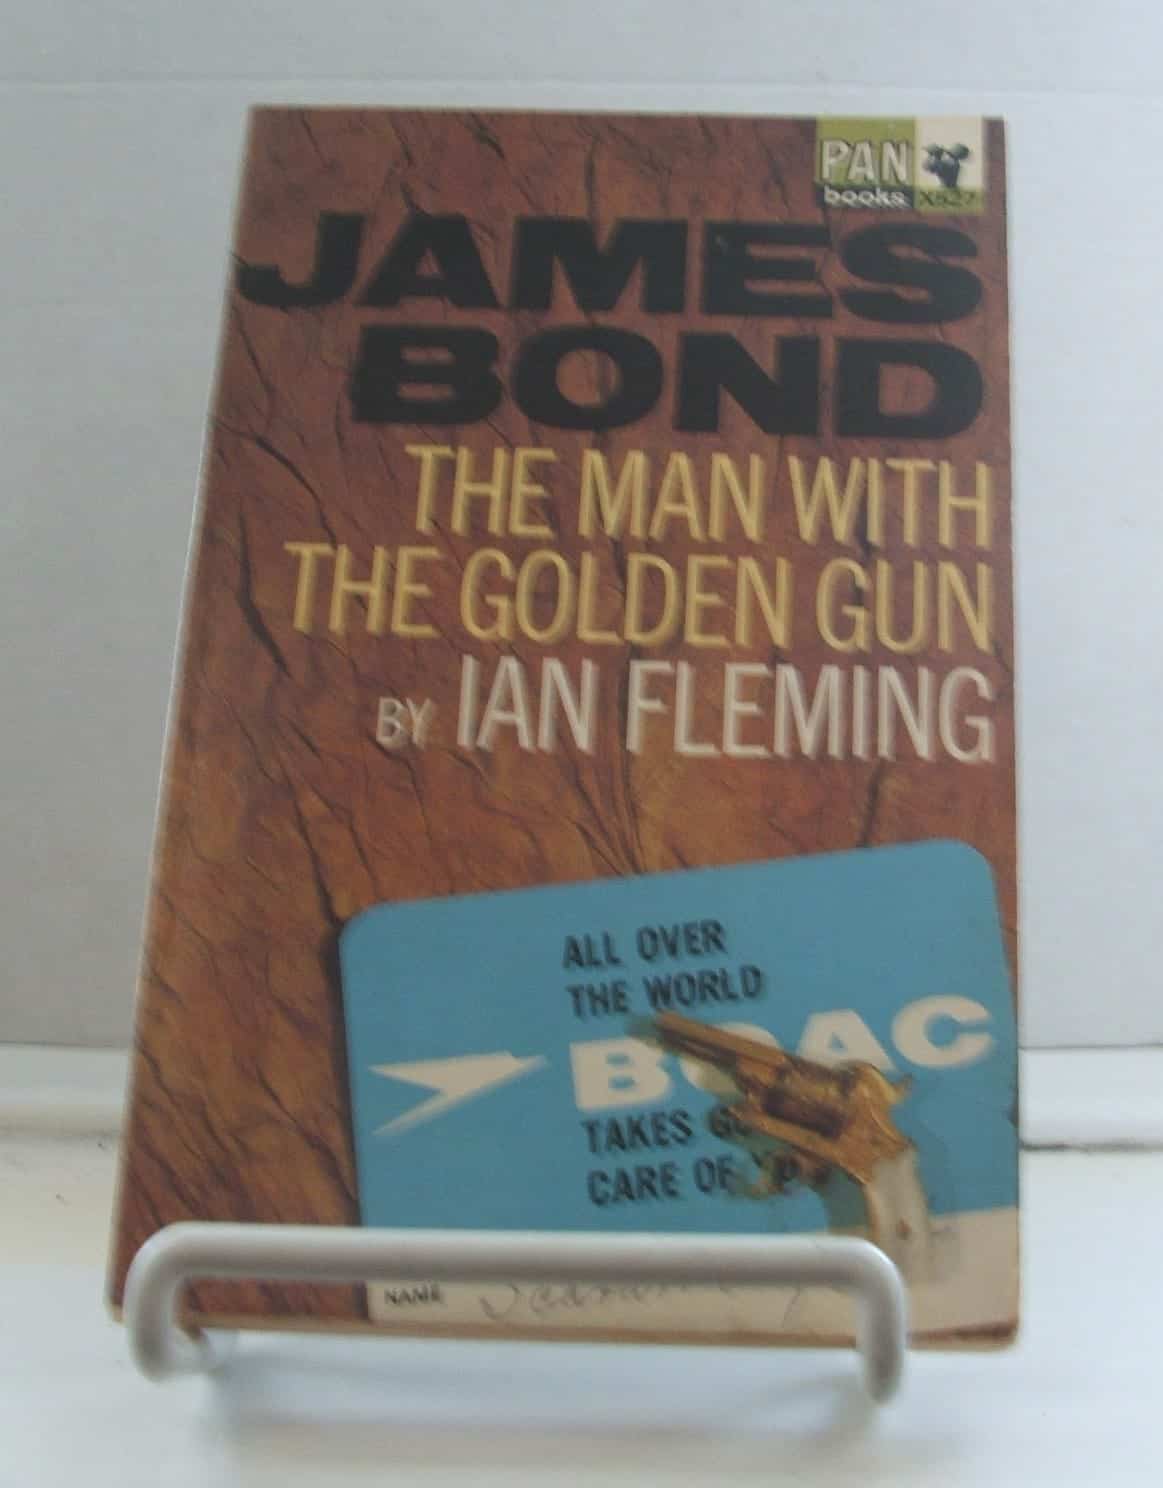 PAN
books X527
JAMES
BOND
THE MAN WITH
THE GOLDEN GUN
BY IAN FLEMING
ALL OVER
THE WORLD
BOAC
TAKES
CARE OF
NAME